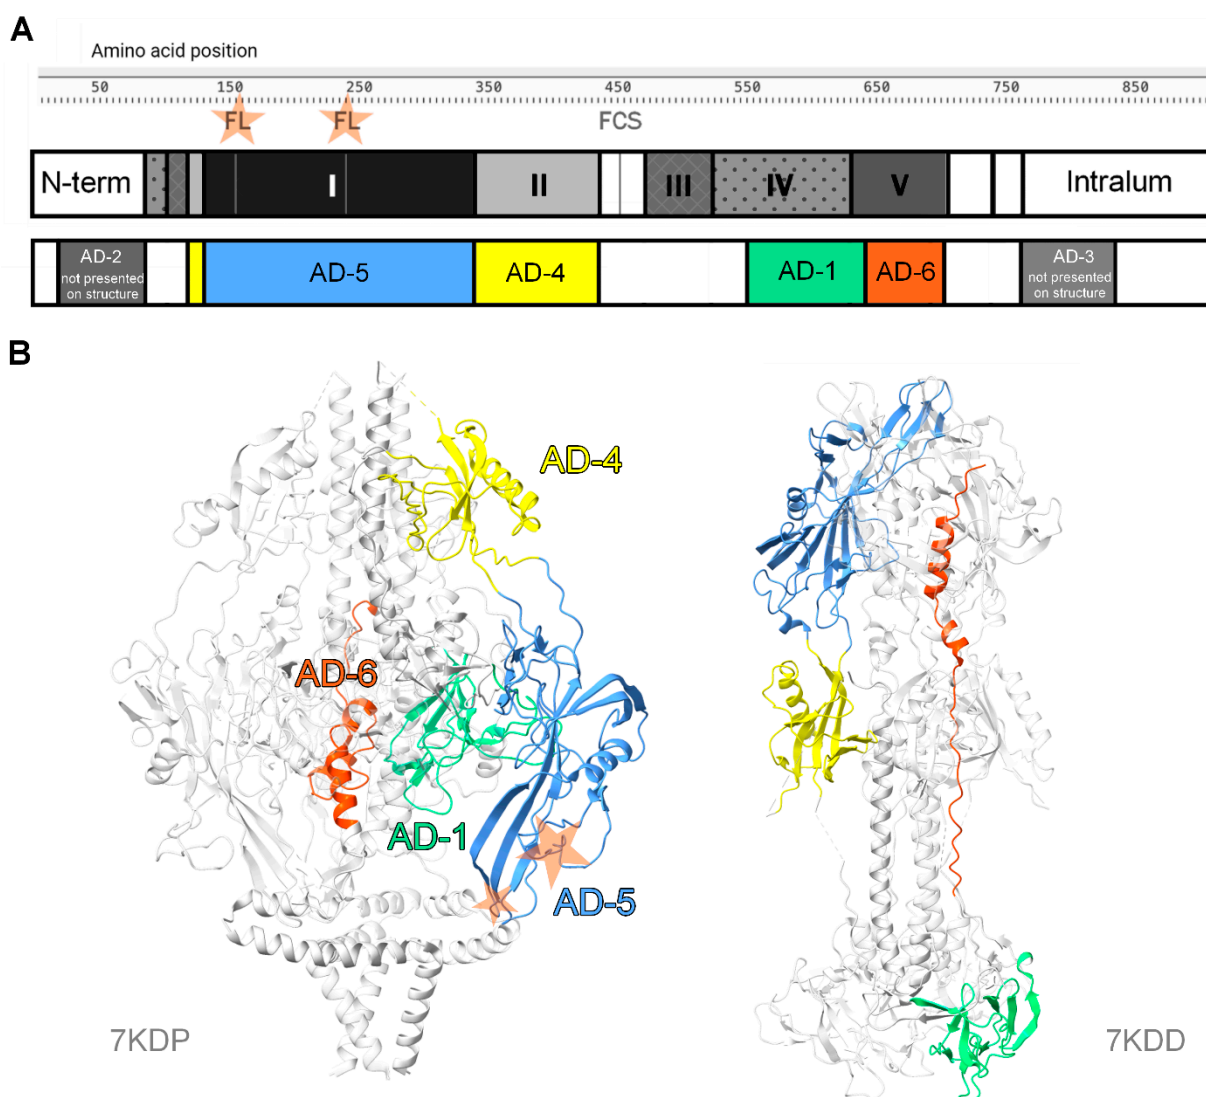 A
Amino acid position
50 150 250 350 450 550 650 750 850
FL FL FCS
N-term I II III IV V Intralum
AD-2 not presented on structure AD-5 AD-4 AD-1 AD-6 AD-3 not presented on structure
B
AD-4
AD-6
AD-1
AD-5
7KDP 7KDD